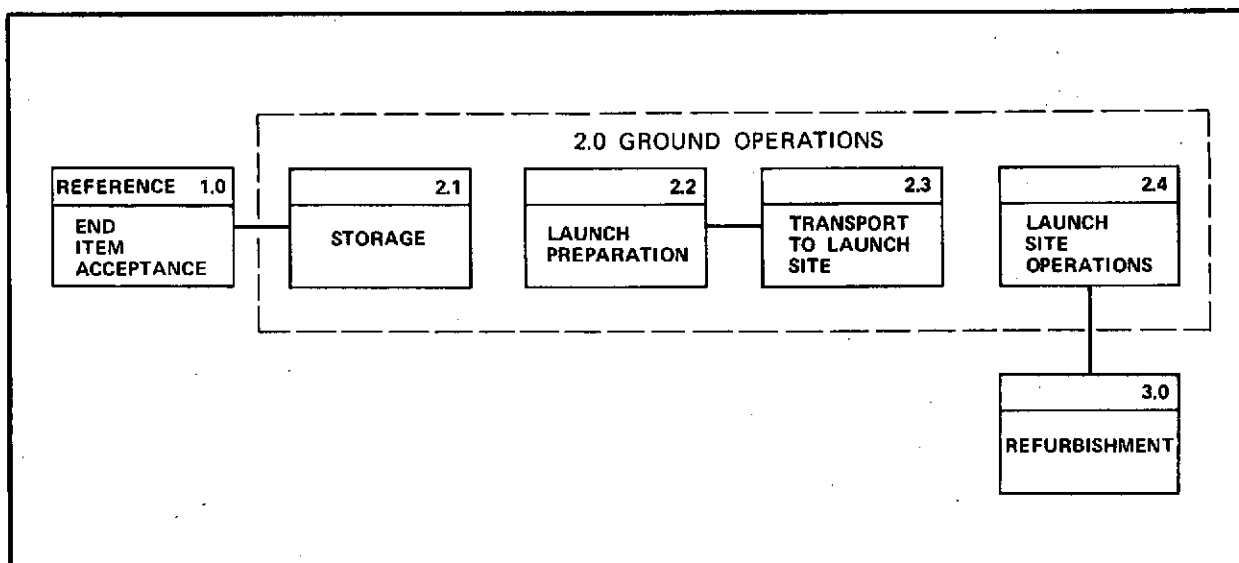 2.0 GROUND OPERATIONS
REFERENCE 1.0
END
ITEM
ACCEPTANCE
2.1
STORAGE
2.2
LAUNCH
PREPARATION
2.3
TRANSPORT
TO LAUNCH
SITE
2.4
LAUNCH
SITE
OPERATIONS
3.0
REFURBISHMENT